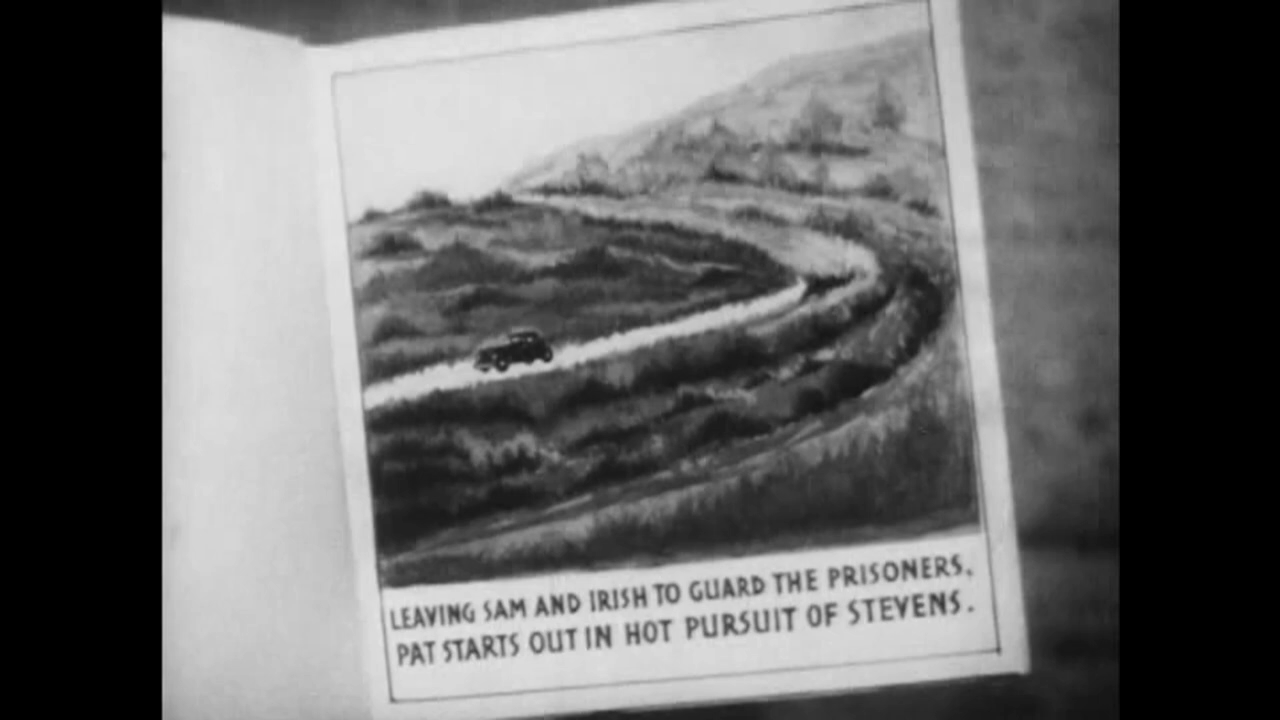 LEAVING SAM AND IRISH TO GUARD THE PRISONERS,
PAT STARTS OUT IN HOT PURSUIT OF STEVENS.